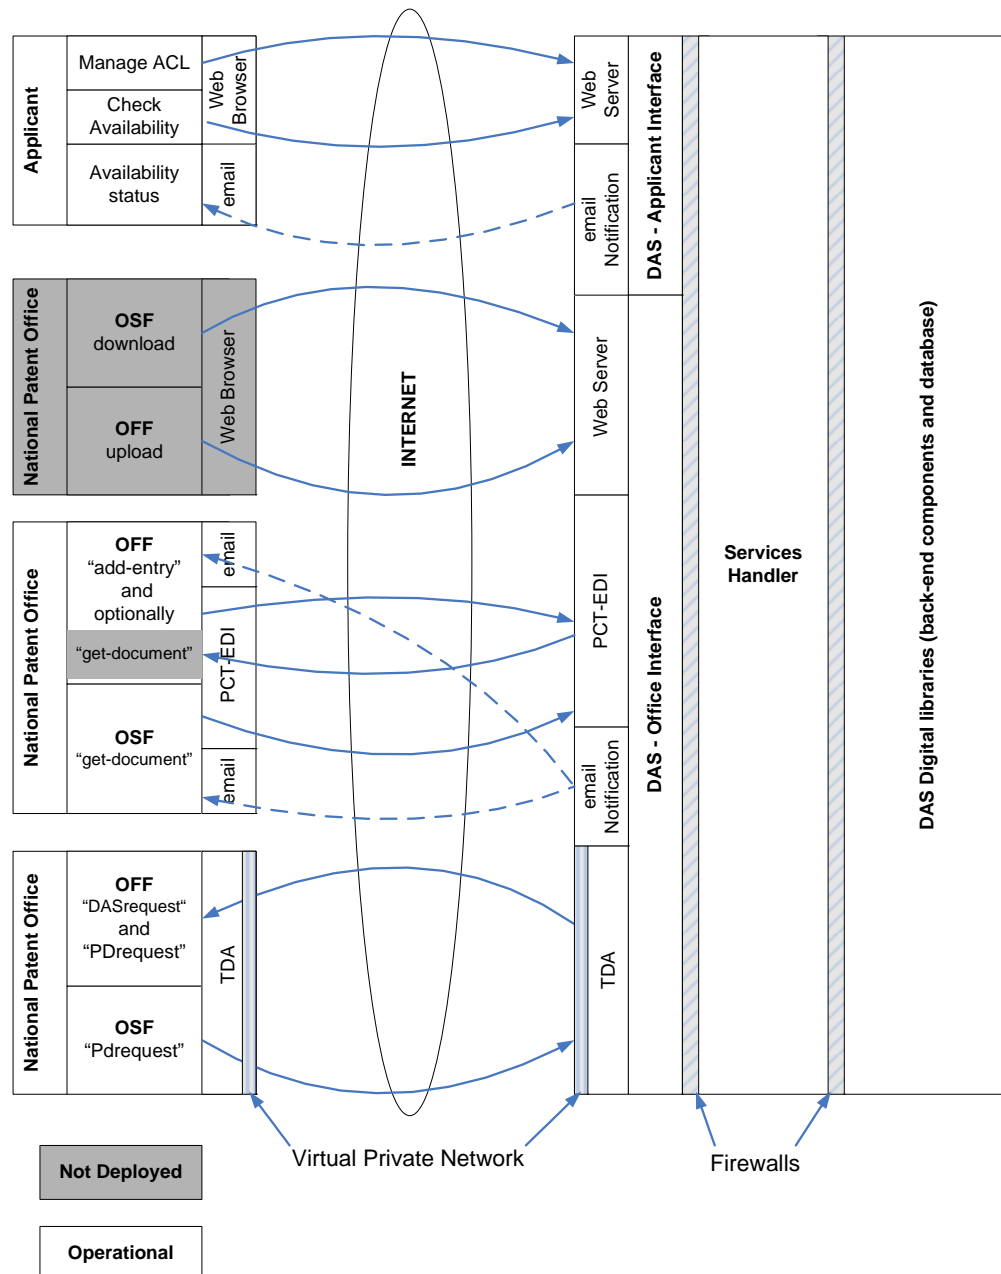 Applicant
Manage ACL
Check
Availability
Availability
status
Web
Browser
email
National Patent Office
OSF
download
OFF
upload
Web Browser
National Patent Office
OFF
“add-entry”
and
optionally
“get-document”
OSF
“get-document”
email
PCT-EDI
email
National Patent Office
OFF
“DASrequest“
and
“PDrequest”
OSF
“Pdrequest”
TDA
INTERNET
Web
Server
email
Notification
Web Server
PCT-EDI
email
Notification
TDA
DAS - Applicant Interface
DAS - Office Interface
Services
Handler
DAS Digital libraries (back-end components and database)
Virtual Private Network
Firewalls
Not Deployed
Operational